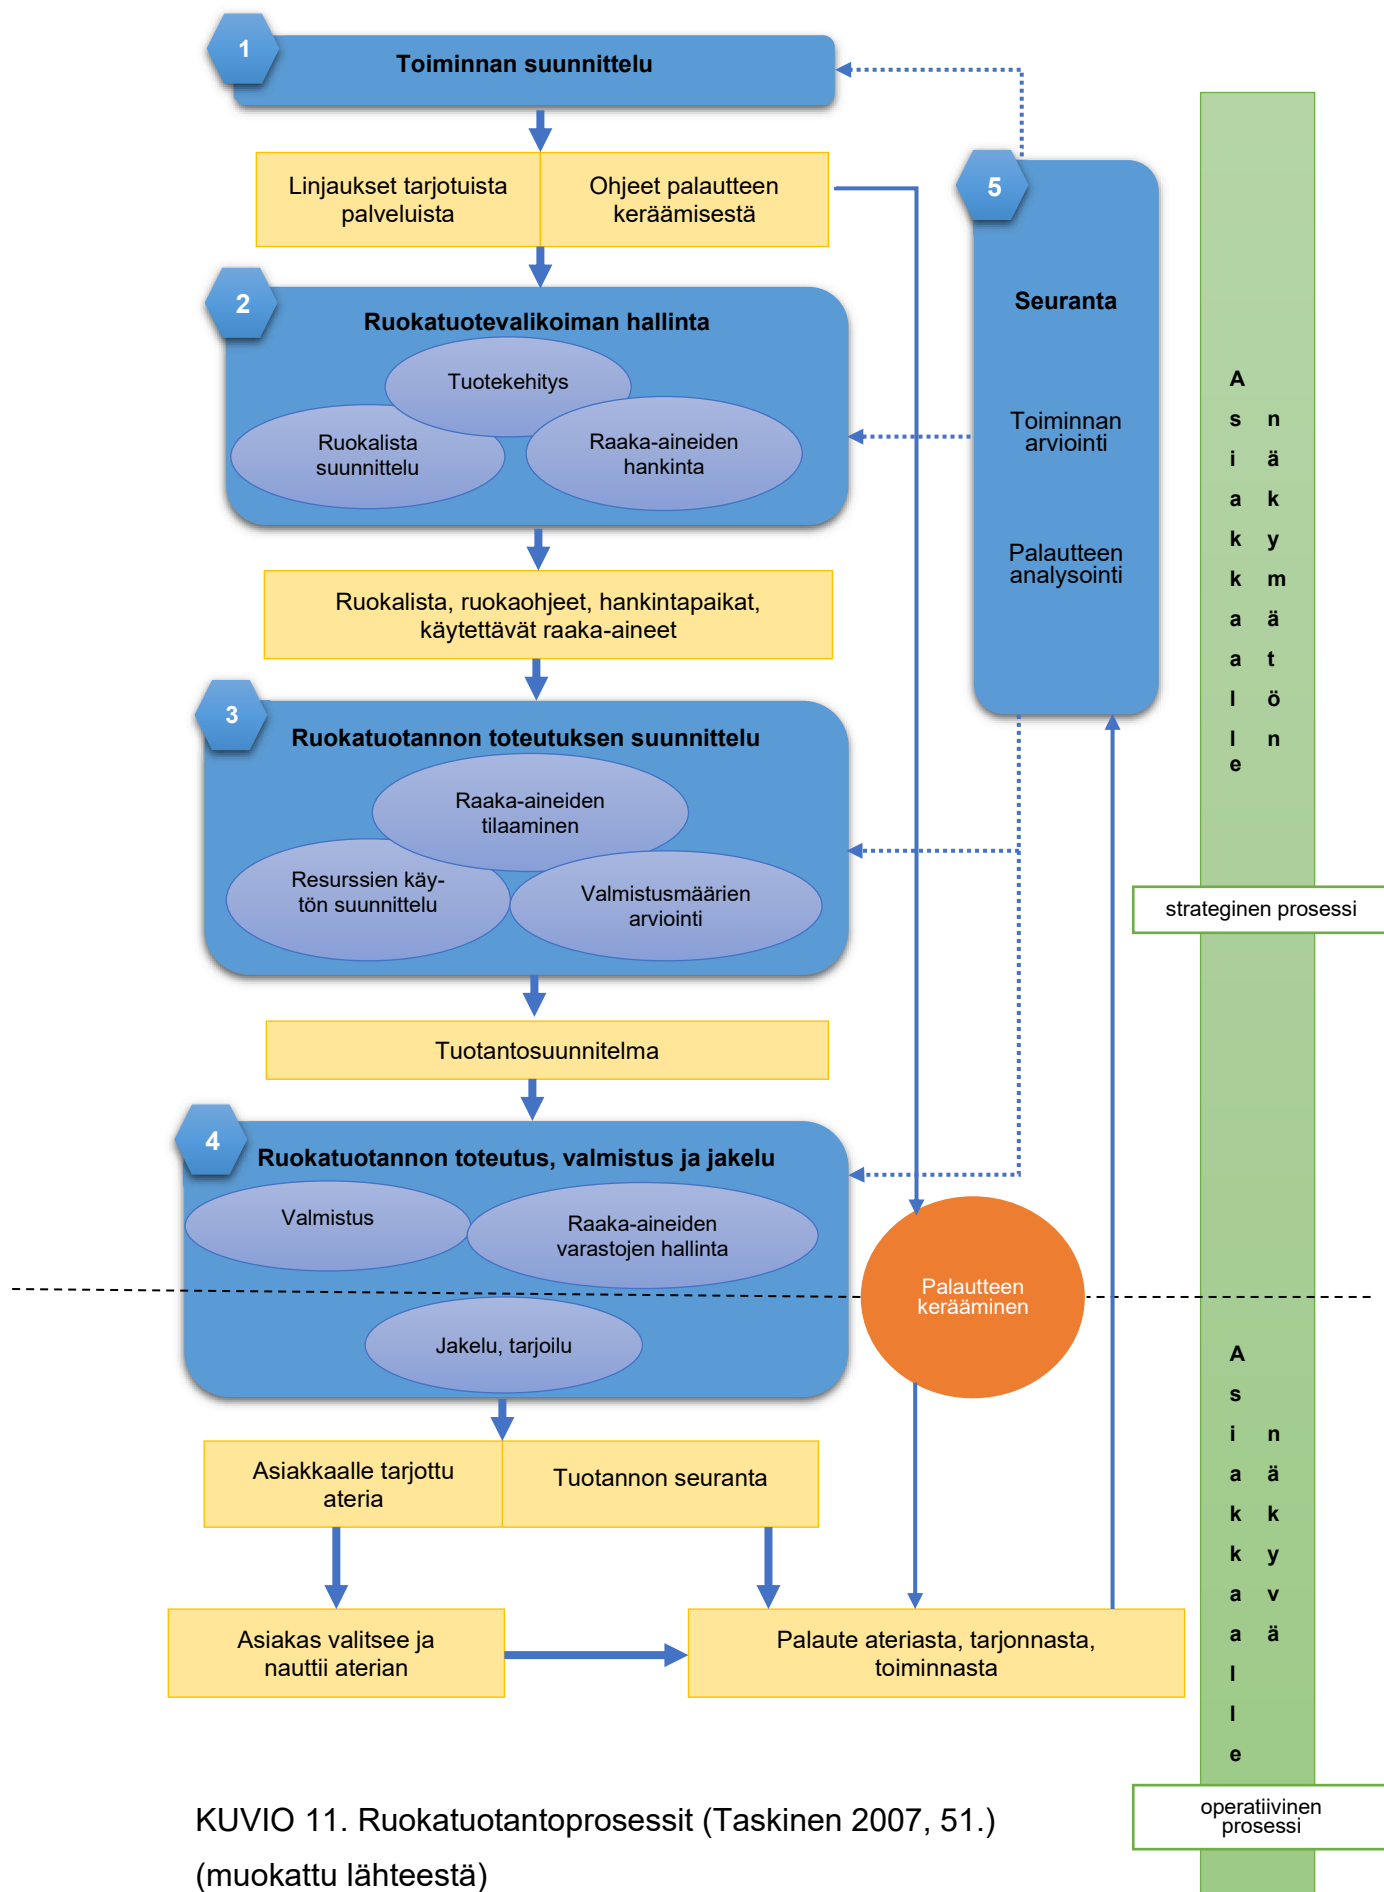 1
Toiminnan suunnittelu
Linjaukset tarjotuista
palveluista
Ohjeet palautteen
keräämisestä
2
Ruokatuotevalikoiman hallinta
Tuotekehitys
Ruokalista
suunnittelu
Raaka-aineiden
hankinta
Ruokalista, ruokaohjeet, hankintapaikat,
käytettävät raaka-aineet
3
Ruokatuotannon toteutuksen suunnittelu
Raaka-aineiden
tilaaminen
Resurssien käy-
tön suunnittelu
Valmistusmäärien
arviointi
Tuotantosuunnitelma
4
Ruokatuotannon toteutus, valmistus ja jakelu
Valmistus
Raaka-aineiden
varastojen hallinta
Jakelu, tarjoilu
Asiakkaalle tarjottu
ateria
Tuotannon seuranta
Asiakas valitsee ja
nauttii aterian
Palaute ateriasta, tarjonnasta,
toiminnasta
Palautteen
kerääminen
5
Seuranta
Toiminnan
arviointi
Palautteen
analysointi
Asiakkaalle
näkymätön
strateginen prosessi
Asiakkaalle
näkyvä
operatiivinen
prosessi
KUVIO 11. Ruokatuotantoprosessit (Taskinen 2007, 51.)
(muokattu lähteestä)